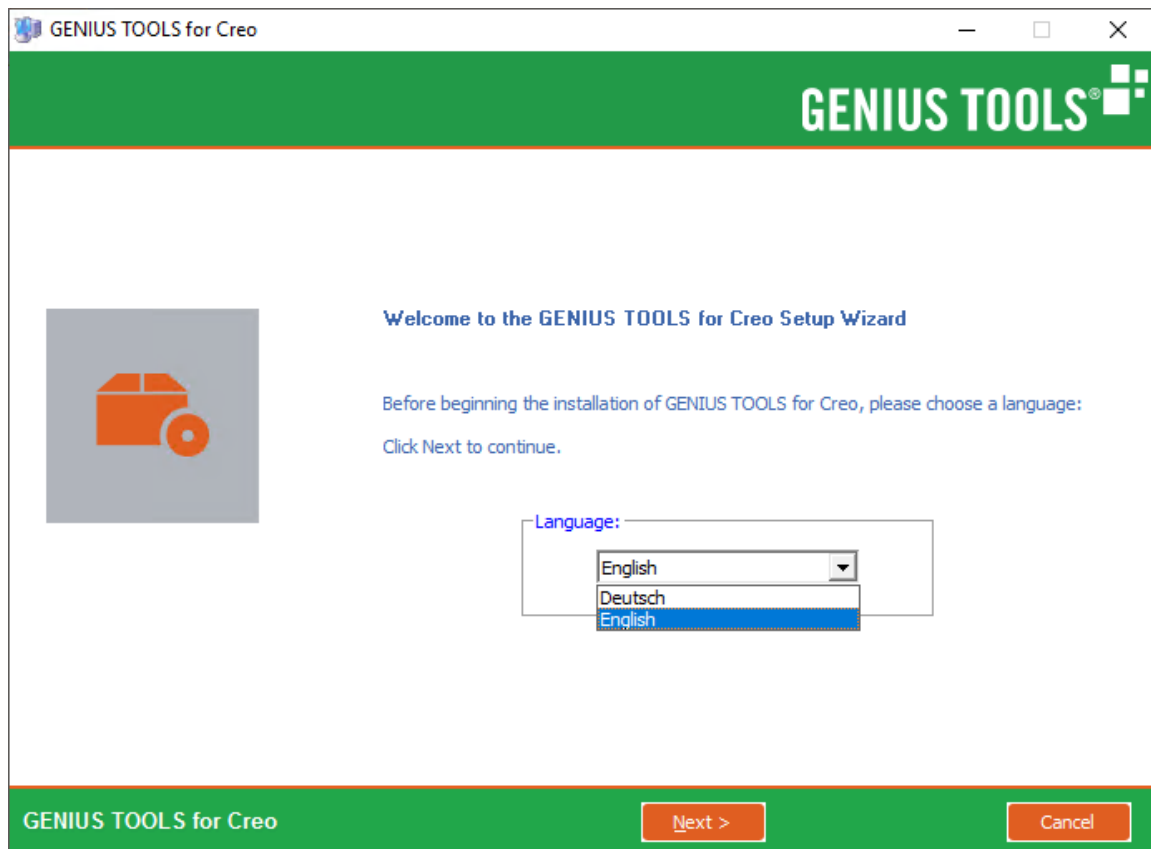 GENIUS TOOLS for Creo
GENIUS TOOLS®
Welcome to the GENIUS TOOLS for Creo Setup Wizard
Before beginning the installation of GENIUS TOOLS for Creo, please choose a language:
Click Next to continue.
Language:
English
Deutsch
English
GENIUS TOOLS for Creo
Next >
Cancel